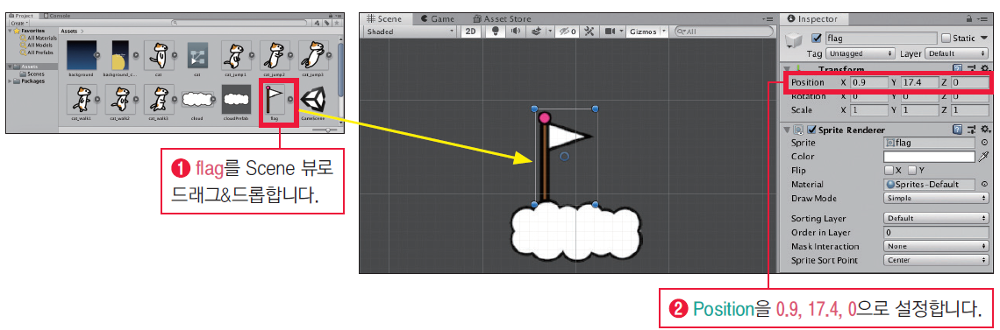 Project
Console
Create
Favorites
All Materials
All Models
All Prefabs
Assets
Scenes
Packages
Assets
background
background_c...
cat
cat
cat_jump1
cat_jump2
cat_jump3
cat_walk1
cat_walk2
cat_walk3
cloud
cloudPrefab
flag
GameScene
❶ flag를 Scene 뷰로
드래그&드롭합니다.
Scene
Game
Asset Store
Shaded
2D
0
Gizmos
All
Inspector
flag
Static
Tag Untagged Layer Default
Transform
Position X 0.9 Y 17.4 Z 0
Rotation X 0 Y 0 Z 0
Scale X 1 Y 1 Z 1
Sprite Renderer
Sprite flag
Color
Flip X Y
Material Sprites-Default
Draw Mode Simple
Sorting Layer Default
Order in Layer 0
Mask Interaction None
Sprite Sort Point Center
❷ Position을 0.9, 17.4, 0으로 설정합니다.